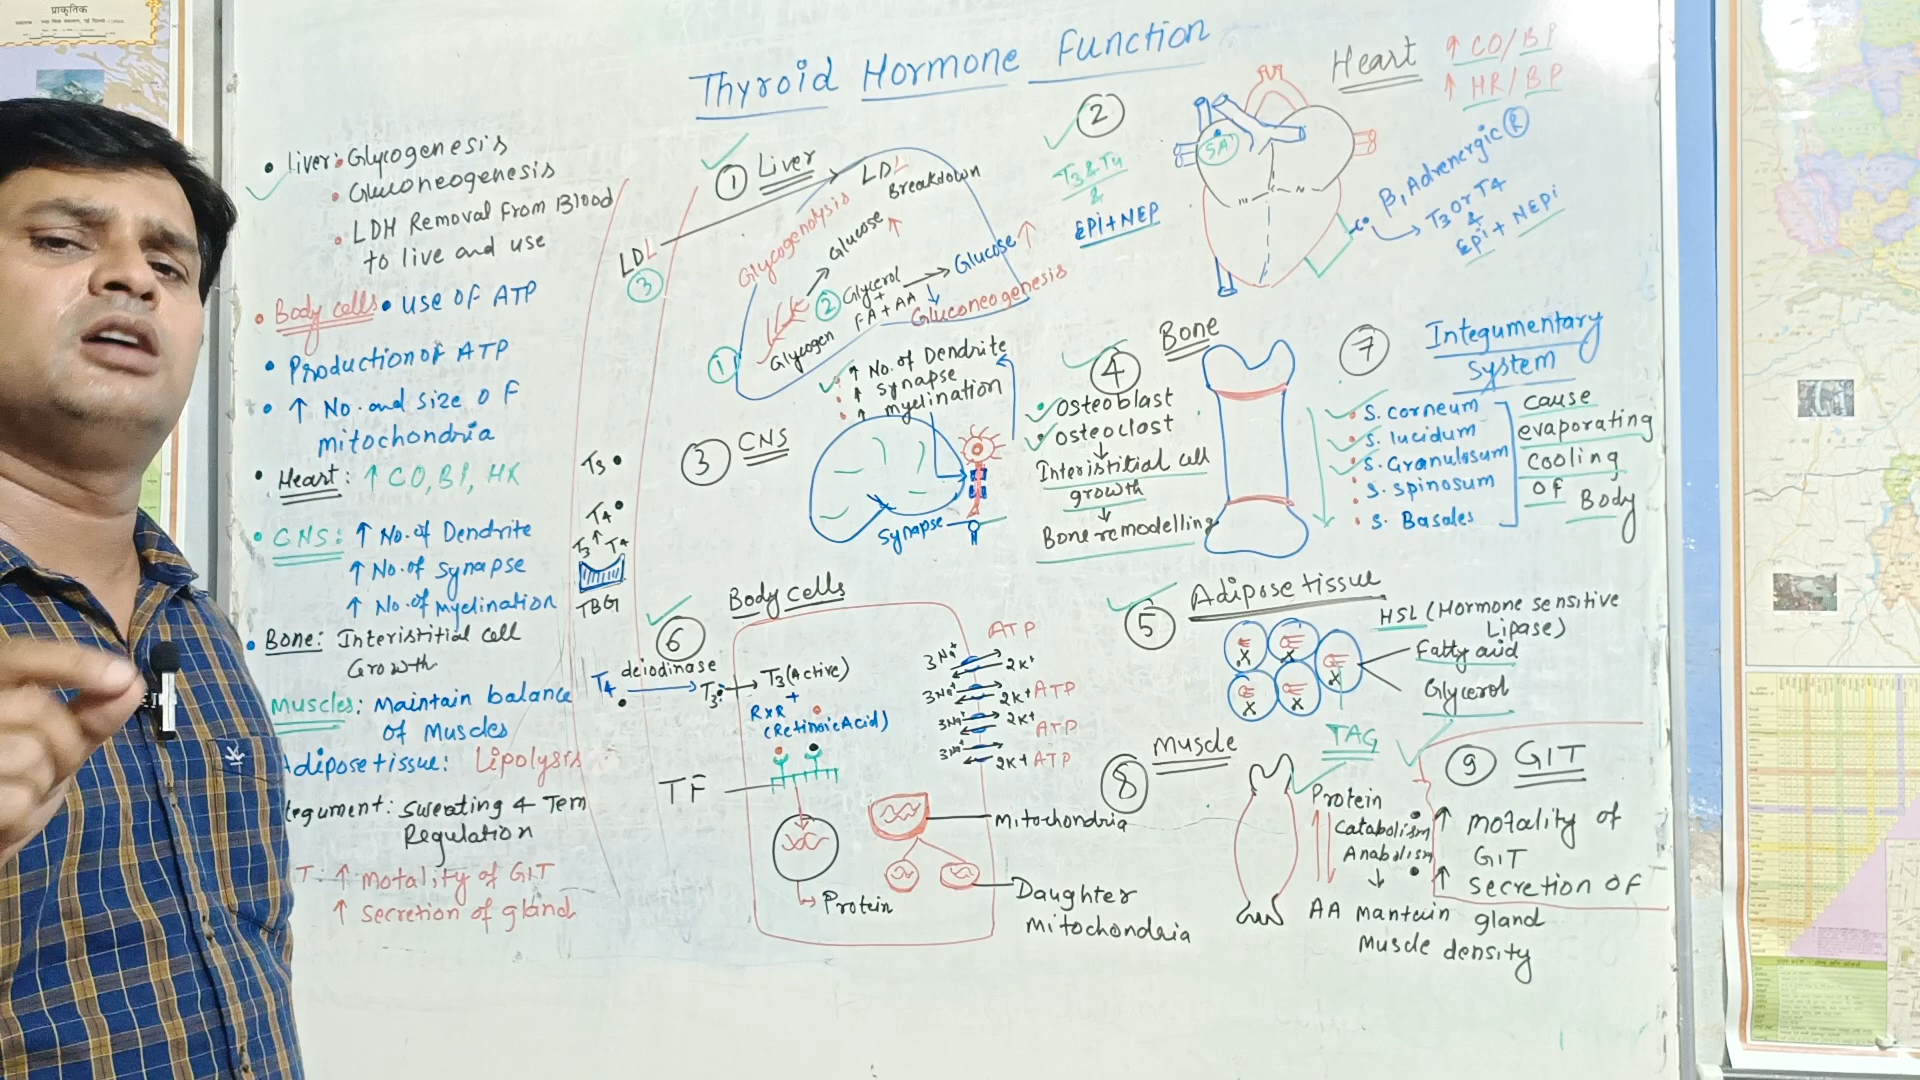 प्राकृतिक
Thyroid Hormone Function
• Liver: Glycogenesis
• Gluconeogenesis
• LDH Removal From Blood
to live and use
• Body cells • use OF ATP
• Production of ATP
• ↑ No. and size OF
mitochondria
• Heart: ↑ CO, BP, HR
• CNS: ↑ No. of Dendrite
↑ No. of Synapse
↑ No. of Myelination
• Bone: Interistitial cell
Growth
Muscles: Maintain balance
of Muscles
Adipose tissue: Lipolysis
tegument: Sweating & Tem
Regulation
T: ↑ motality of GIT
↑ secretion of gland
① Liver
LDL
Breakdown
LDL
③
Glycogenolysis
Glucose ↑
② Glycerol
+
FA + AA
Glucose ↑
Gluconeogenesis
Glycogen
①
②
T3 & T4
&
EPi + NEP
Heart
↑ CO/BP
↑ HR/BP
SA
β1 Adrenergic Ⓡ
T3 or T4
&
Epi + NEpi
③ CNS
↑ No. of Dendrite
↑ synapse
↑ myelination
synapse
④ Bone
• osteoblast
• osteoclast
Interistitial cell
growth
Bone remodelling
⑦ Integumentary
System
• S. corneum
• S. lucidum
• S. Granulosum
• S. spinosum
• S. Basales
cause
evaporating
cooling
OF Body
T3 •
T4 •
T3 T4
TBG
⑥ Body cells
T4 deiodinase T3 → T3 (Active)
+
RXR
(Retinoic Acid)
TF
Protein
ATP
3Na+ 2K+
3Na+ 2K+ ATP
3Na+ 2K+ ATP
3Na+ 2K+ ATP
Mitochondria
Daughter
mitochondria
⑤ Adipose tissue
HSL (Hormone sensitive
Lipase)
Fatty acid
Glycerol
TAG
⑧ Muscle
Protein
Catabolism
Anabolism
AA mantain
Muscle density
⑨ GIT
↑ motality of
GIT
↑ secretion OF
gland